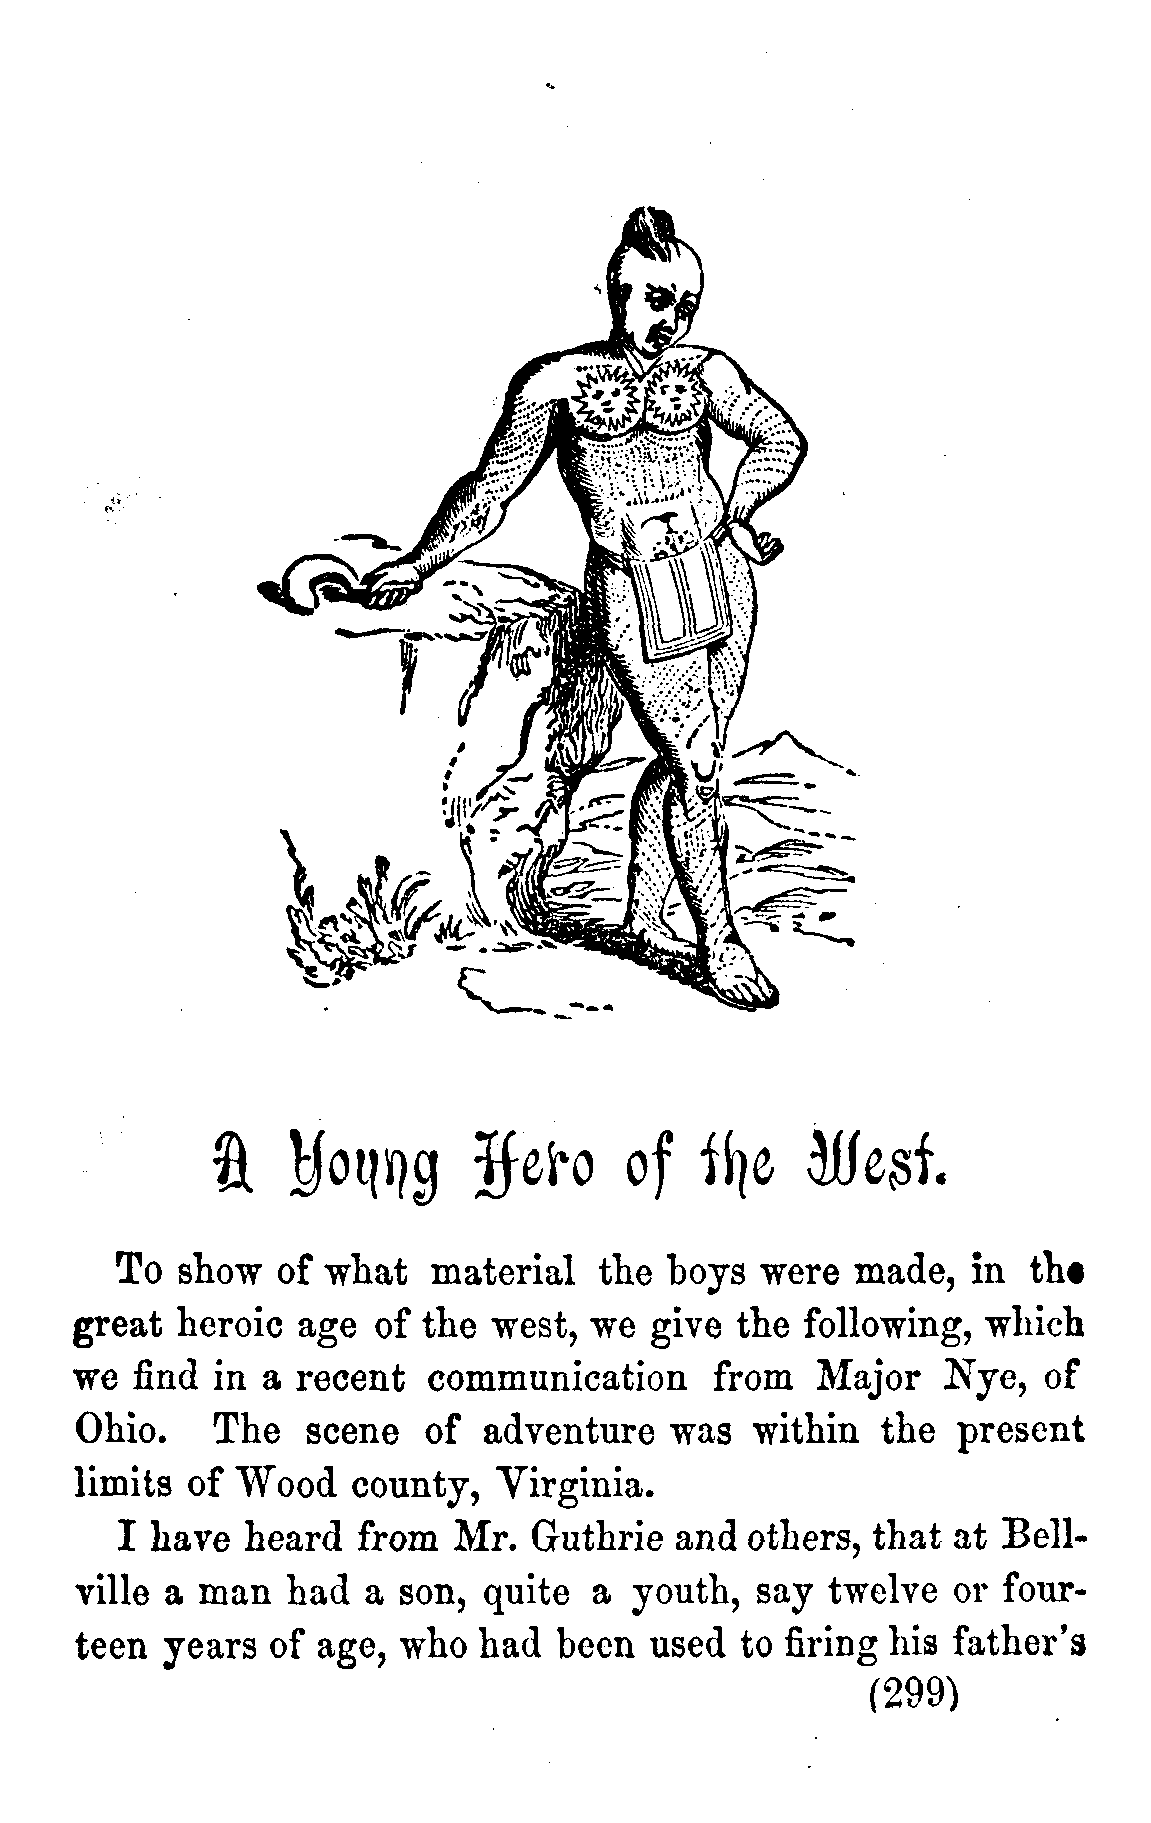 A Young Hero of the West.
To show of what material the boys were made, in the
great heroic age of the west, we give the following, which
we find in a recent communication from Major Nye, of
Ohio. The scene of adventure was within the present
limits of Wood county, Virginia.
I have heard from Mr. Guthrie and others, that at Bell-
ville a man had a son, quite a youth, say twelve or four-
teen years of age, who had been used to firing his father's
(299)